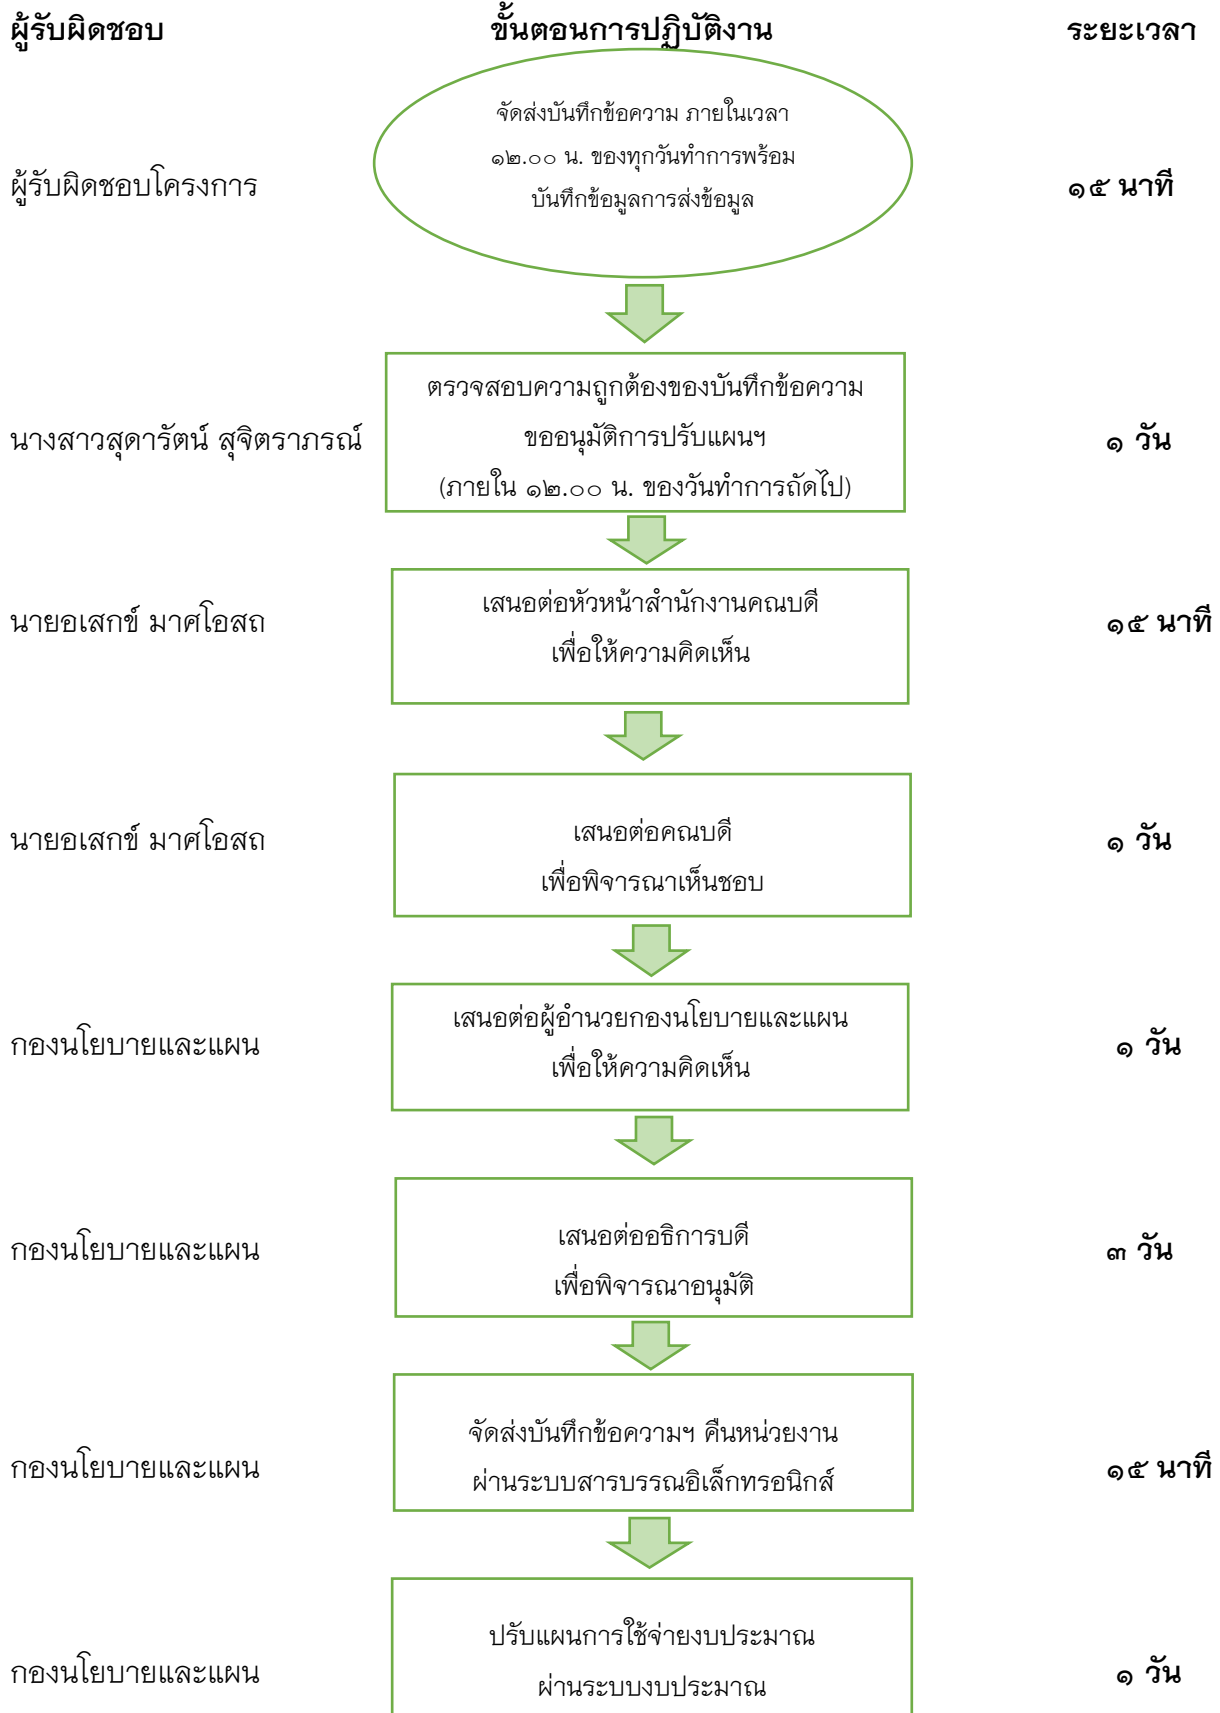 ผู้รับผิดชอบ ขั้นตอนการปฏิบัติงาน ระยะเวลา
จัดส่งบันทึกข้อความ ภายในเวลา
๑๒.๐๐ น. ของทุกวันทำการพร้อม
บันทึกข้อมูลการส่งข้อมูล
ผู้รับผิดชอบโครงการ
๑๕ นาที
ตรวจสอบความถูกต้องของบันทึกข้อความ
ขออนุมัติการปรับแผนฯ
(ภายใน ๑๒.๐๐ น. ของวันทำการถัดไป)
นางสาวสุดารัตน์ สุจิตราภรณ์
๑ วัน
เสนอต่อหัวหน้าสำนักงานคณบดี
เพื่อให้ความคิดเห็น
นายอเสกข์ มาศโอสถ
๑๕ นาที
เสนอต่อคณบดี
เพื่อพิจารณาเห็นชอบ
นายอเสกข์ มาศโอสถ
๑ วัน
เสนอต่อผู้อำนวยกองนโยบายและแผน
เพื่อให้ความคิดเห็น
กองนโยบายและแผน
๑ วัน
เสนอต่ออธิการบดี
เพื่อพิจารณาอนุมัติ
กองนโยบายและแผน
๓ วัน
จัดส่งบันทึกข้อความฯ คืนหน่วยงาน
ผ่านระบบสารบรรณอิเล็กทรอนิกส์
กองนโยบายและแผน
๑๕ นาที
ปรับแผนการใช้จ่ายงบประมาณ
ผ่านระบบงบประมาณ
กองนโยบายและแผน
๑ วัน